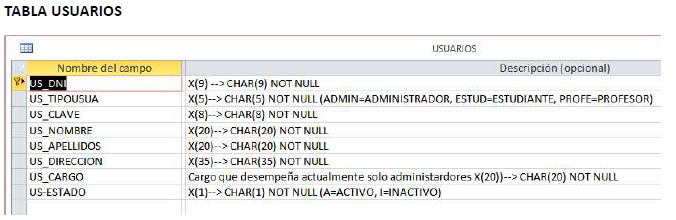 TABLA USUARIOS
USUARIOS
Nombre del campo Descripción (opcional)
US_DNI X(9) --> CHAR(9) NOT NULL
US_TIPOUSUA X(5)--> CHAR(5) NOT NULL (ADMIN=ADMINISTRADOR, ESTUD=ESTUDIANTE, PROFE=PROFESOR)
US_CLAVE X(8)--> CHAR(8) NOT NULL
US_NOMBRE X(20)--> CHAR(20) NOT NULL
US_APELLIDOS X(20)--> CHAR(20) NOT NULL
US_DIRECCION X(35)--> CHAR(35) NOT NULL
US_CARGO Cargo que desempeña actualmente solo administardores X(20))--> CHAR(20) NOT NULL
US-ESTADO X(1)--> CHAR(1) NOT NULL (A=ACTIVO, I=INACTIVO)